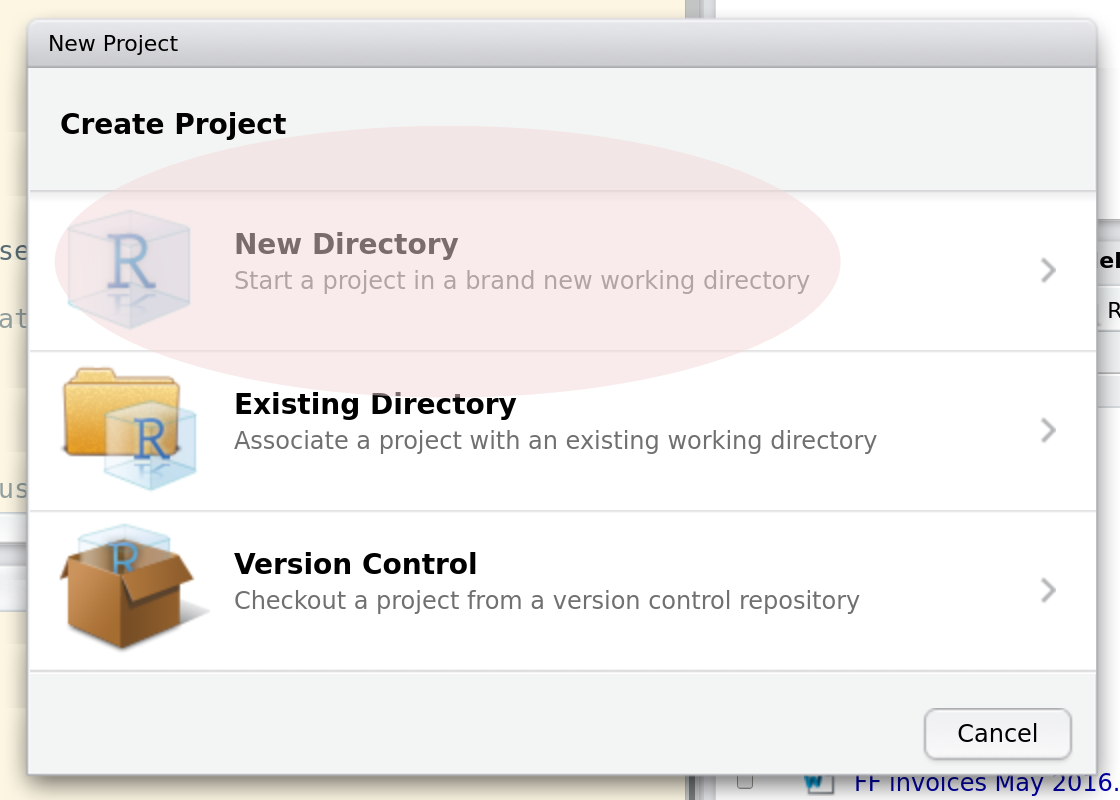 New Project
Create Project
se
R
New Directory
Start a project in a brand new working directory
el
at
R
R
Existing Directory
Associate a project with an existing working directory
us
R
Version Control
Checkout a project from a version control repository
Cancel
W FF invoices May 2016.